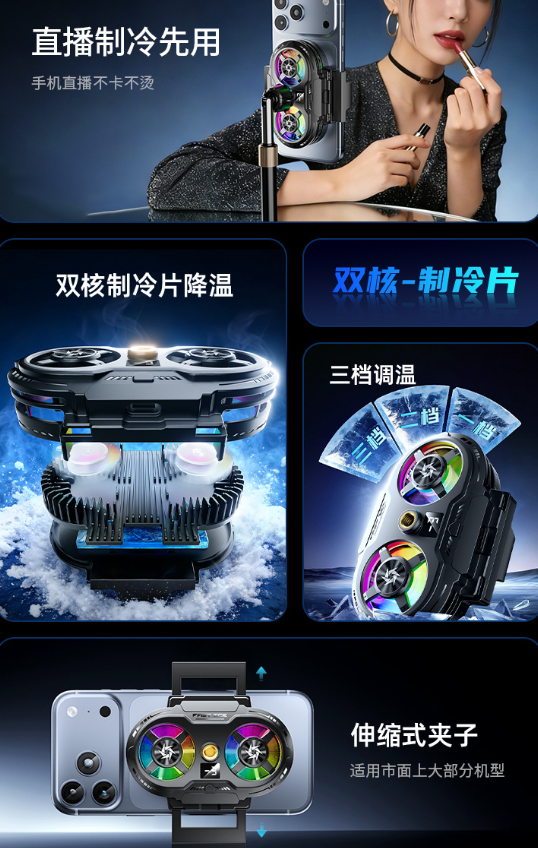 直播制冷先用
手机直播不卡不烫
双核制冷片降温
双核-制冷片
三档调温
三档 二档 一档
伸缩式夹子
适用市面上大部分机型